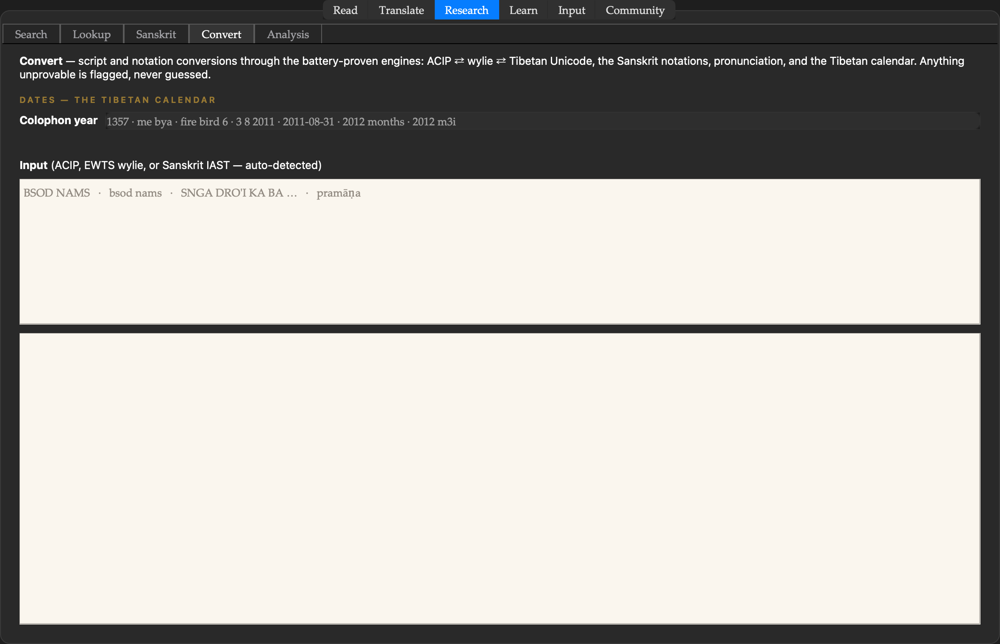 Read Translate Research Learn Input Community
Search Lookup Sanskrit Convert Analysis
Convert — script and notation conversions through the battery-proven engines: ACIP ⇄ wylie ⇄ Tibetan Unicode, the Sanskrit notations, pronunciation, and the Tibetan calendar. Anything
unprovable is flagged, never guessed.
DATES — THE TIBETAN CALENDAR
Colophon year 1357 · me bya · fire bird 6 · 3 8 2011 · 2011-08-31 · 2012 months · 2012 m3i
Input (ACIP, EWTS wylie, or Sanskrit IAST — auto-detected)
BSOD NAMS · bsod nams · SNGA DRO'I KA BA … · pramāṇa